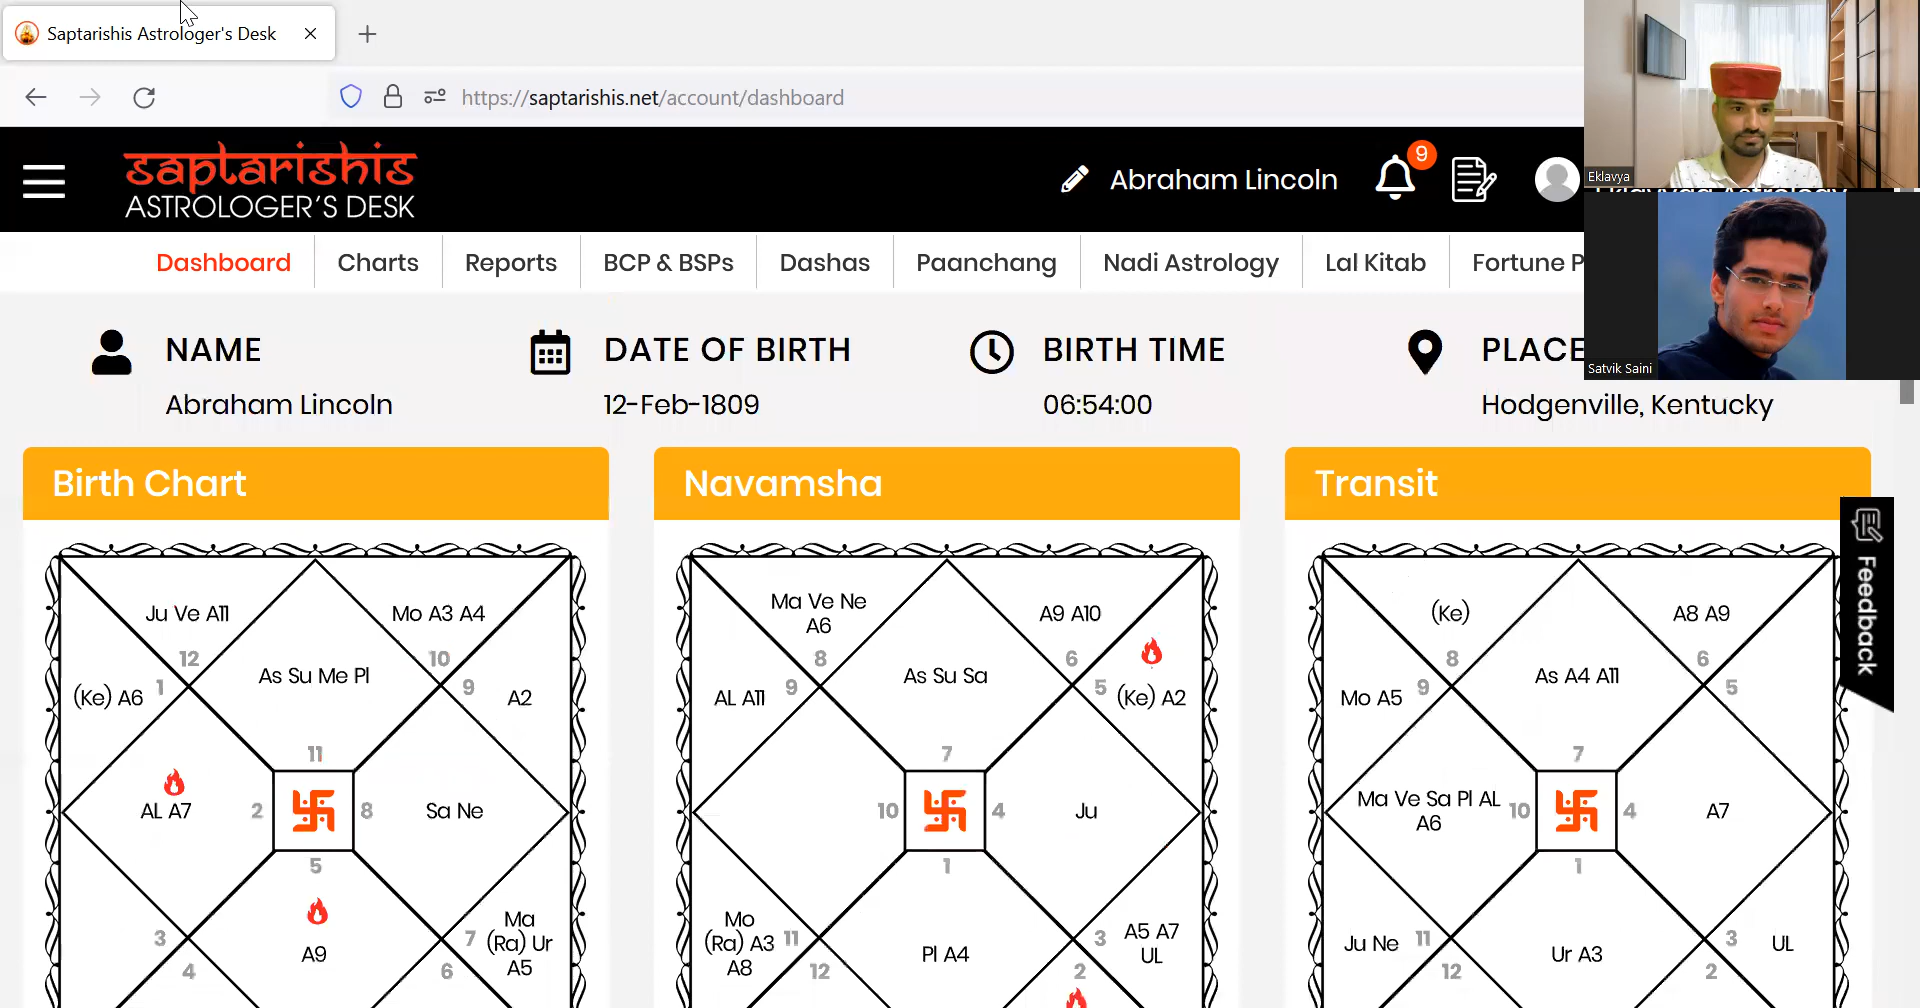 Saptarishis Astrologer's Desk
https://saptarishis.net/account/dashboard
saptarishis
ASTROLOGER'S DESK
Abraham Lincoln
9
Eklavya
Satvik Saini
Dashboard
Charts
Reports
BCP & BSPs
Dashas
Paanchang
Nadi Astrology
Lal Kitab
Fortune P
NAME
Abraham Lincoln
DATE OF BIRTH
12-Feb-1809
BIRTH TIME
06:54:00
PLACE
Hodgenville, Kentucky
Birth Chart
Ju Ve A11
Mo A3 A4
12
10
As Su Me Pl
(Ke) A6
1
9
A2
11
AL A7
2
8
Sa Ne
5
3
4
A9
7
6
Ma
(Ra) Ur
A5
Navamsha
Ma Ve Ne
A6
A9 A10
8
6
As Su Sa
AL A11
9
5
(Ke) A2
7
10
4
Ju
1
Mo
(Ra) A3
A8
11
12
Pl A4
3
2
A5 A7
UL
Transit
(Ke)
A8 A9
8
6
As A4 A11
Mo A5
9
5
7
Ma Ve Sa Pl AL
A6
10
4
A7
1
Ju Ne
11
12
Ur A3
3
2
UL
Feedback